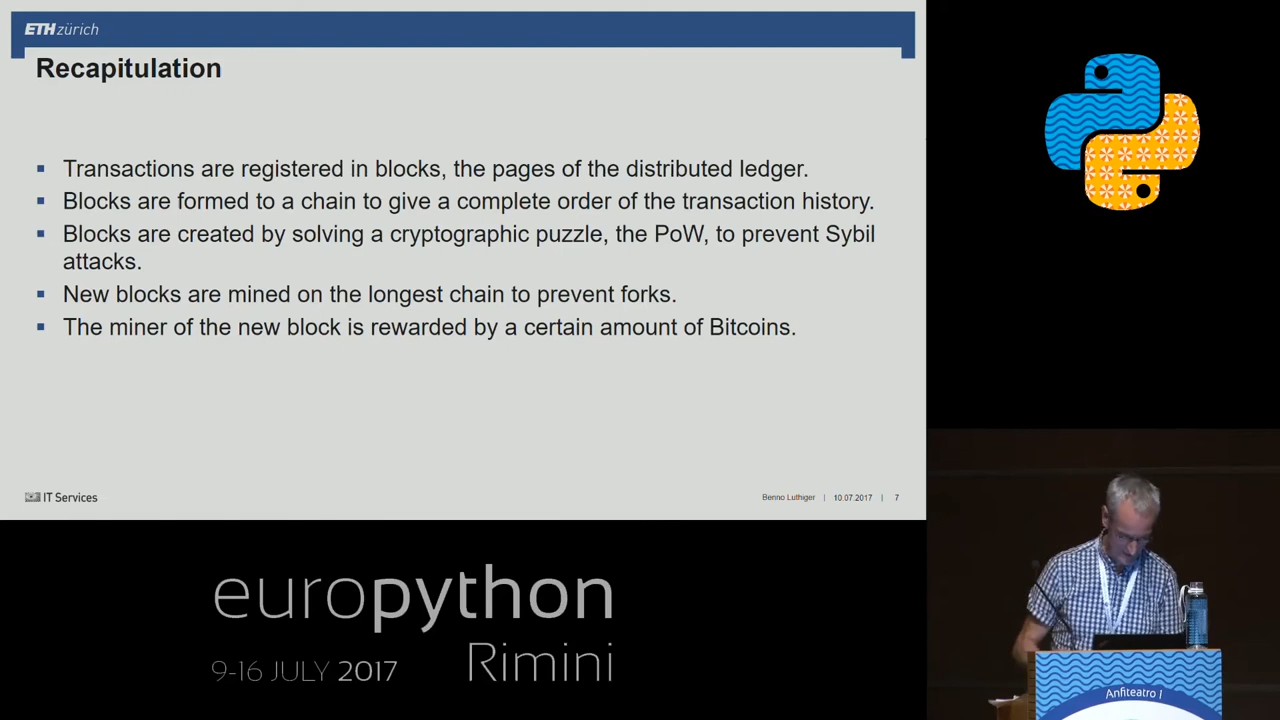 ETH zürich
Recapitulation
Transactions are registered in blocks, the pages of the distributed ledger.
Blocks are formed to a chain to give a complete order of the transaction history.
Blocks are created by solving a cryptographic puzzle, the PoW, to prevent Sybil
attacks.
New blocks are mined on the longest chain to prevent forks.
The miner of the new block is rewarded by a certain amount of Bitcoins.
IT Services
Benno Luthiger | 10.07.2017 | 7
europython
9-16 JULY 2017 Rimini
Anfiteatro 1